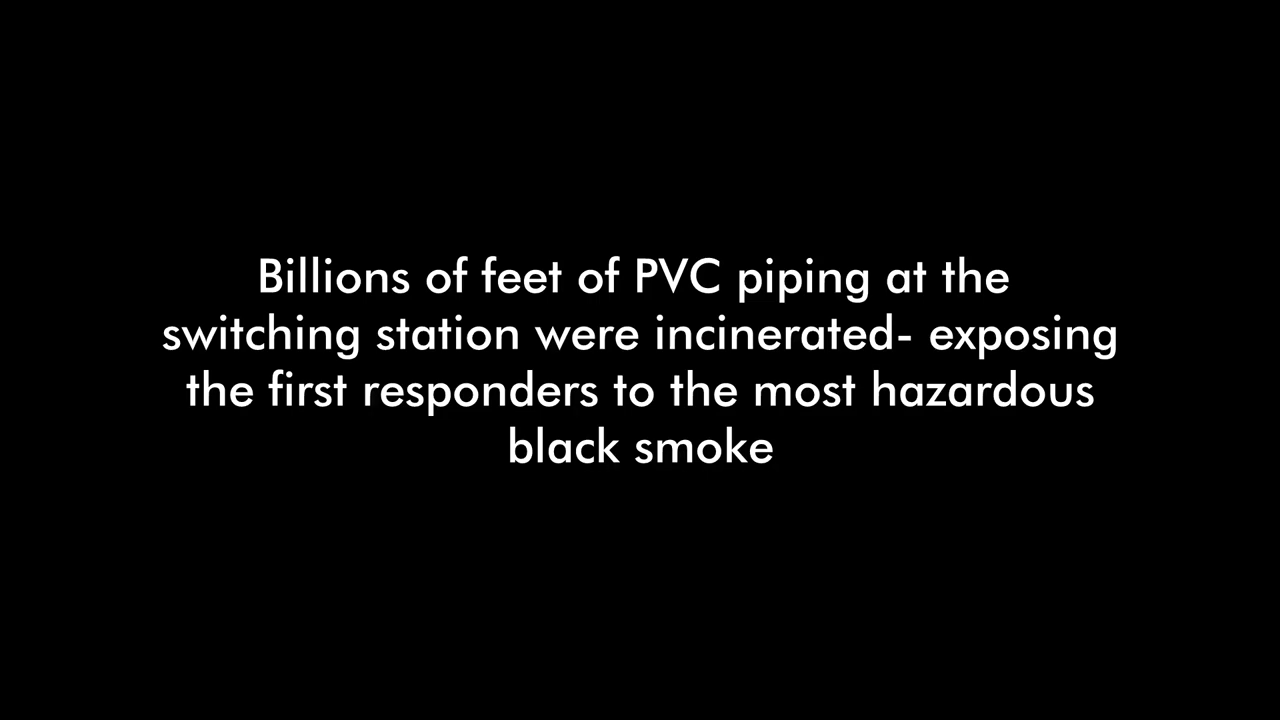 Billions of feet of PVC piping at the
switching station were incinerated- exposing
the first responders to the most hazardous
black smoke